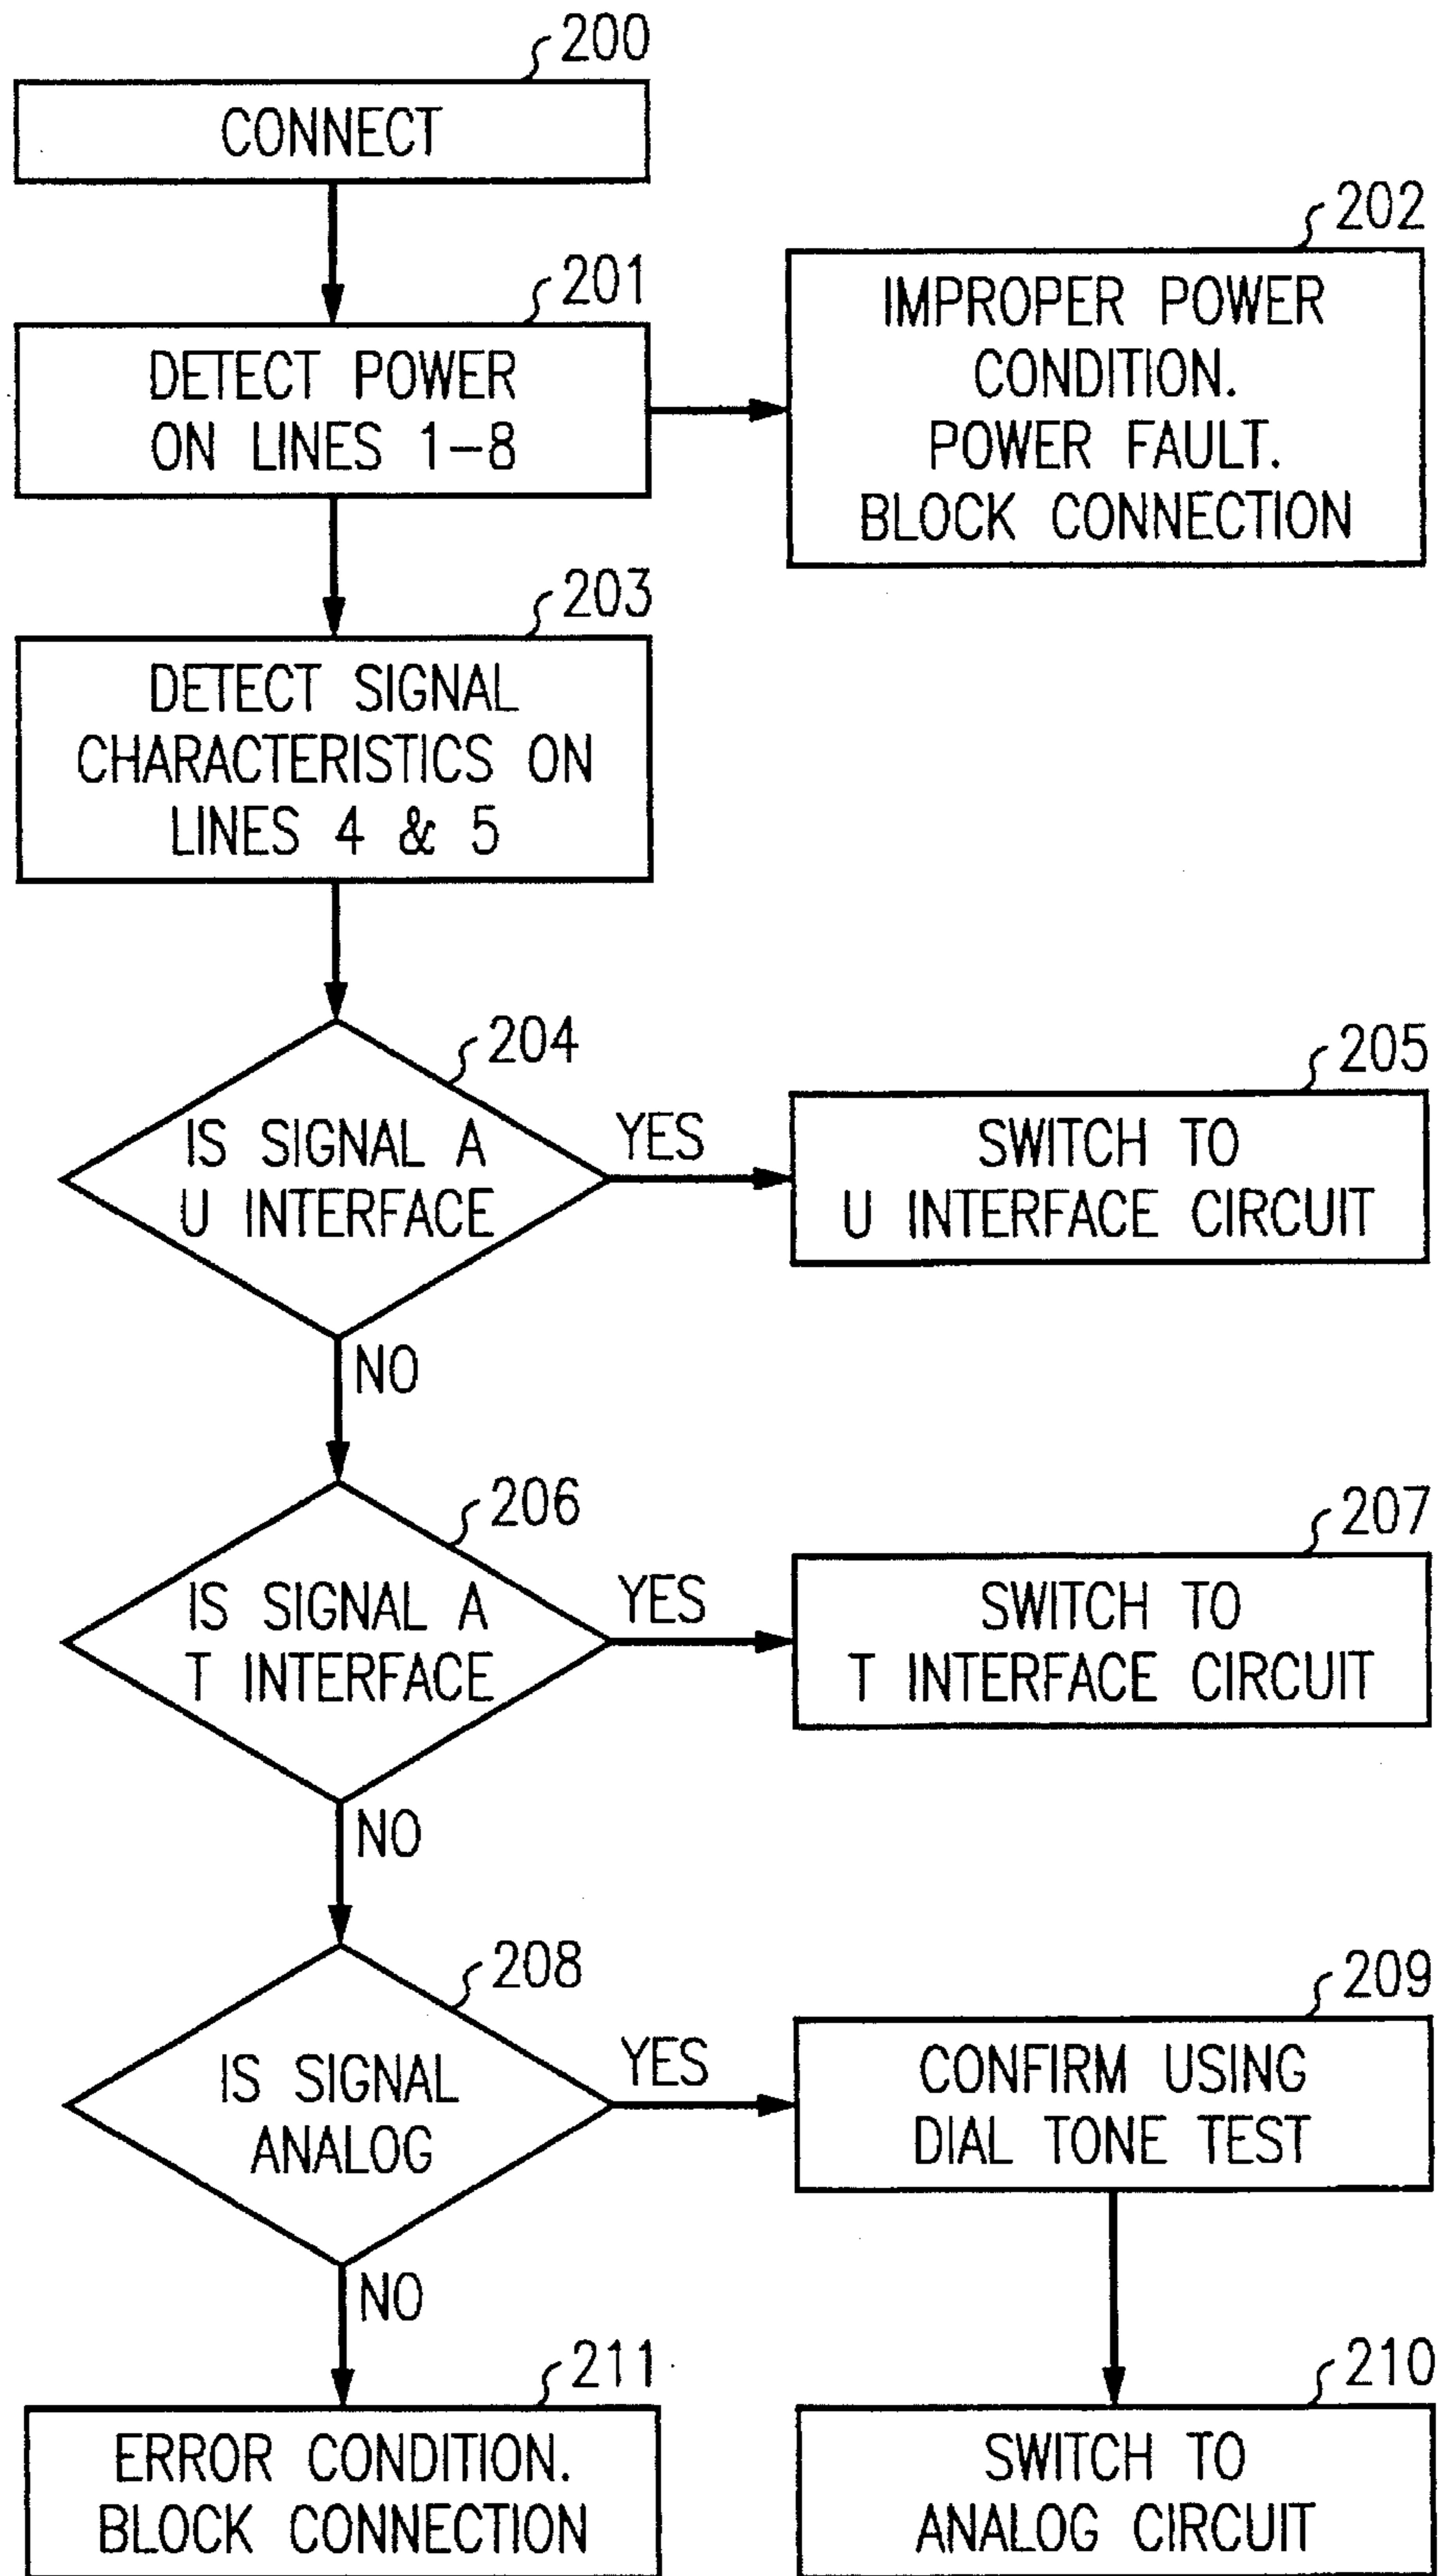 200
CONNECT
201
DETECT POWER
ON LINES 1-8
202
IMPROPER POWER
CONDITION.
POWER FAULT.
BLOCK CONNECTION
203
DETECT SIGNAL
CHARACTERISTICS ON
LINES 4 & 5
204
IS SIGNAL A
U INTERFACE
YES
205
SWITCH TO
U INTERFACE CIRCUIT
NO
206
IS SIGNAL A
T INTERFACE
YES
207
SWITCH TO
T INTERFACE CIRCUIT
NO
208
IS SIGNAL
ANALOG
YES
209
CONFIRM USING
DIAL TONE TEST
NO
211
ERROR CONDITION.
BLOCK CONNECTION
210
SWITCH TO
ANALOG CIRCUIT